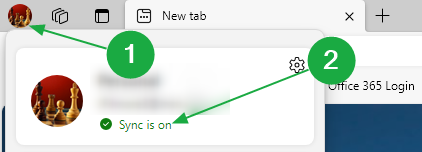 New tab
1
2
Office 365 Login
Sync is on